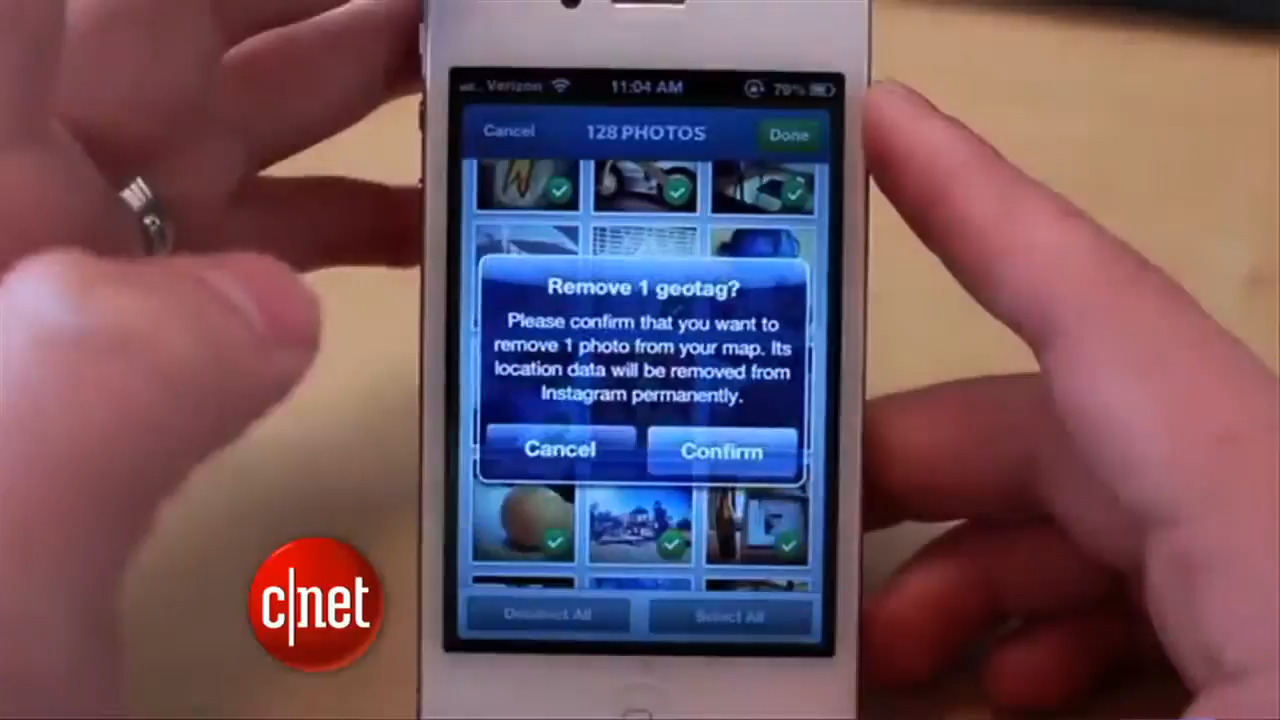 Verizon 11:04 AM 79%
Cancel 128 PHOTOS Done
Remove 1 geotag?
Please confirm that you want to
remove 1 photo from your map. Its
location data will be removed from
Instagram permanently.
Cancel Confirm
Deselect All Select All
c|net